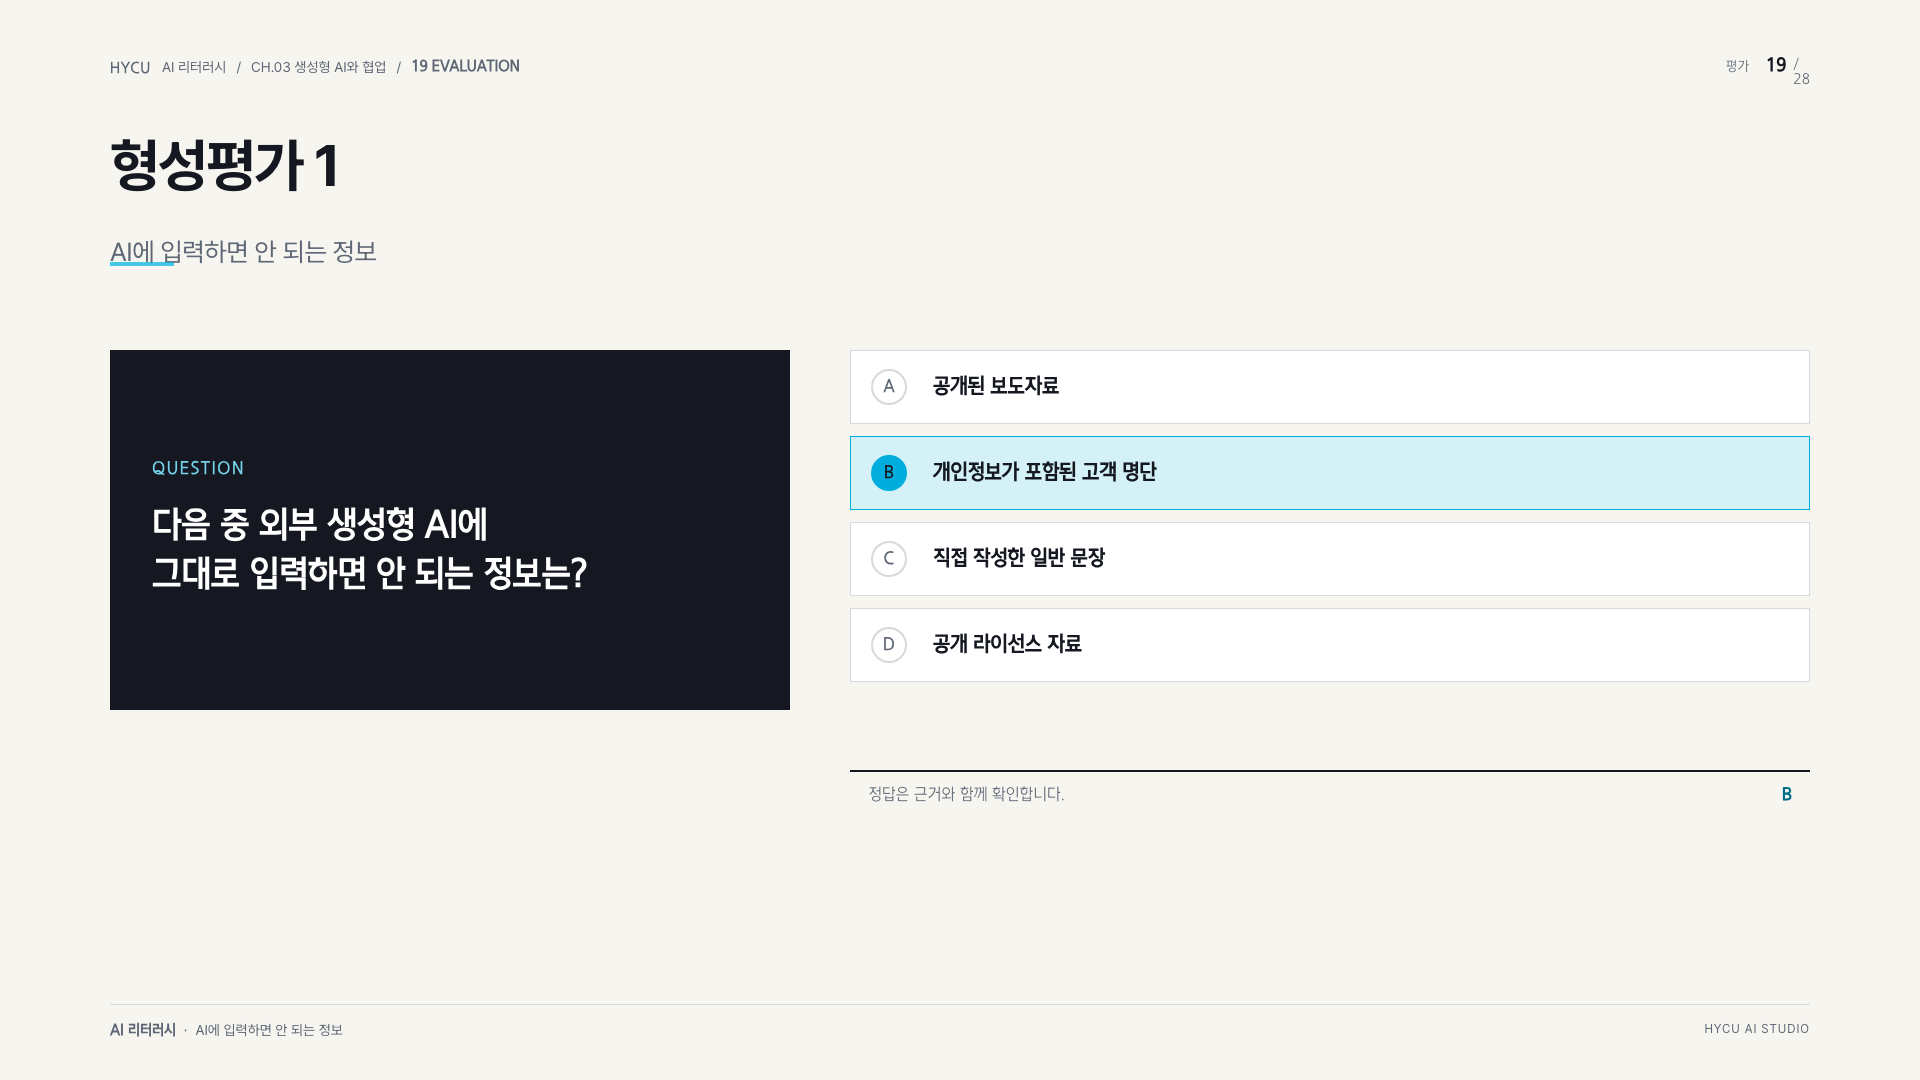 HYCU AI 리터러시 / CH.03 생성형 AI와 협업 / 19 EVALUATION
평가 19 /
28
형성평가 1
AI에 입력하면 안 되는 정보
QUESTION
다음 중 외부 생성형 AI에
그대로 입력하면 안 되는 정보는?
A 공개된 보도자료
B 개인정보가 포함된 고객 명단
C 직접 작성한 일반 문장
D 공개 라이선스 자료
정답은 근거와 함께 확인합니다. B
AI 리터러시 · AI에 입력하면 안 되는 정보
HYCU AI STUDIO